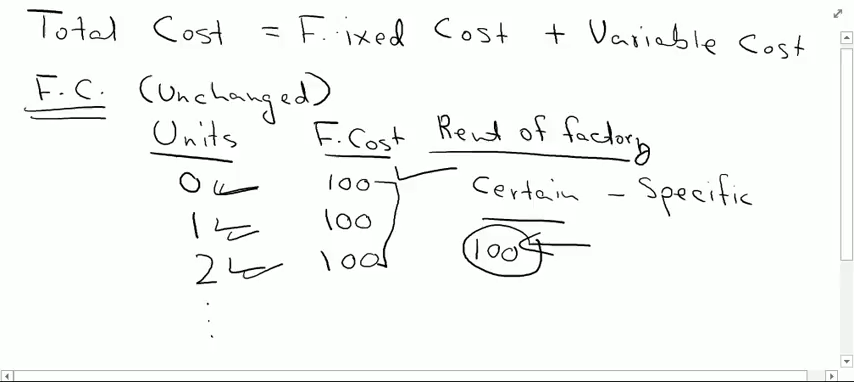 Total Cost = F..ixed Cost + Variable Cost
F.C. (Unchanged)
Units F.Cost Rent of factory
0 100 Certain - Specific
1 100
2 100 100